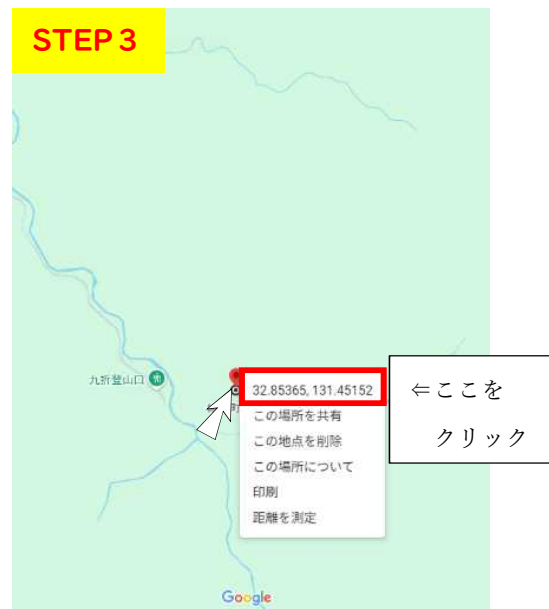 STEP３
九折登山口
32.85365, 131.45152
⇐ここを
クリック
この場所を共有
この地点を削除
この場所について
印刷
距離を測定
Google